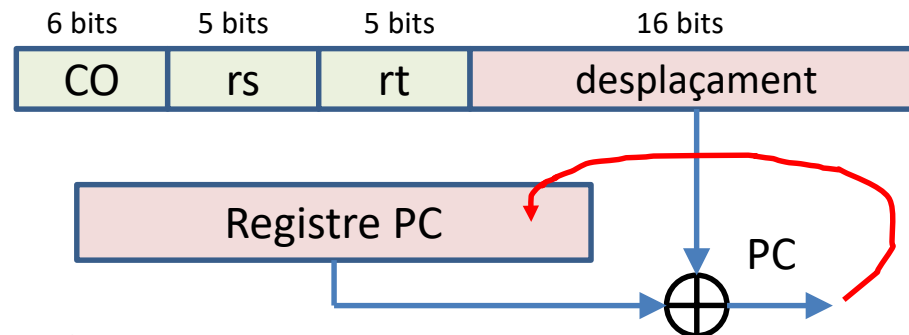 6 bits 5 bits 5 bits 16 bits
CO rs rt desplaçament
Registre PC
PC